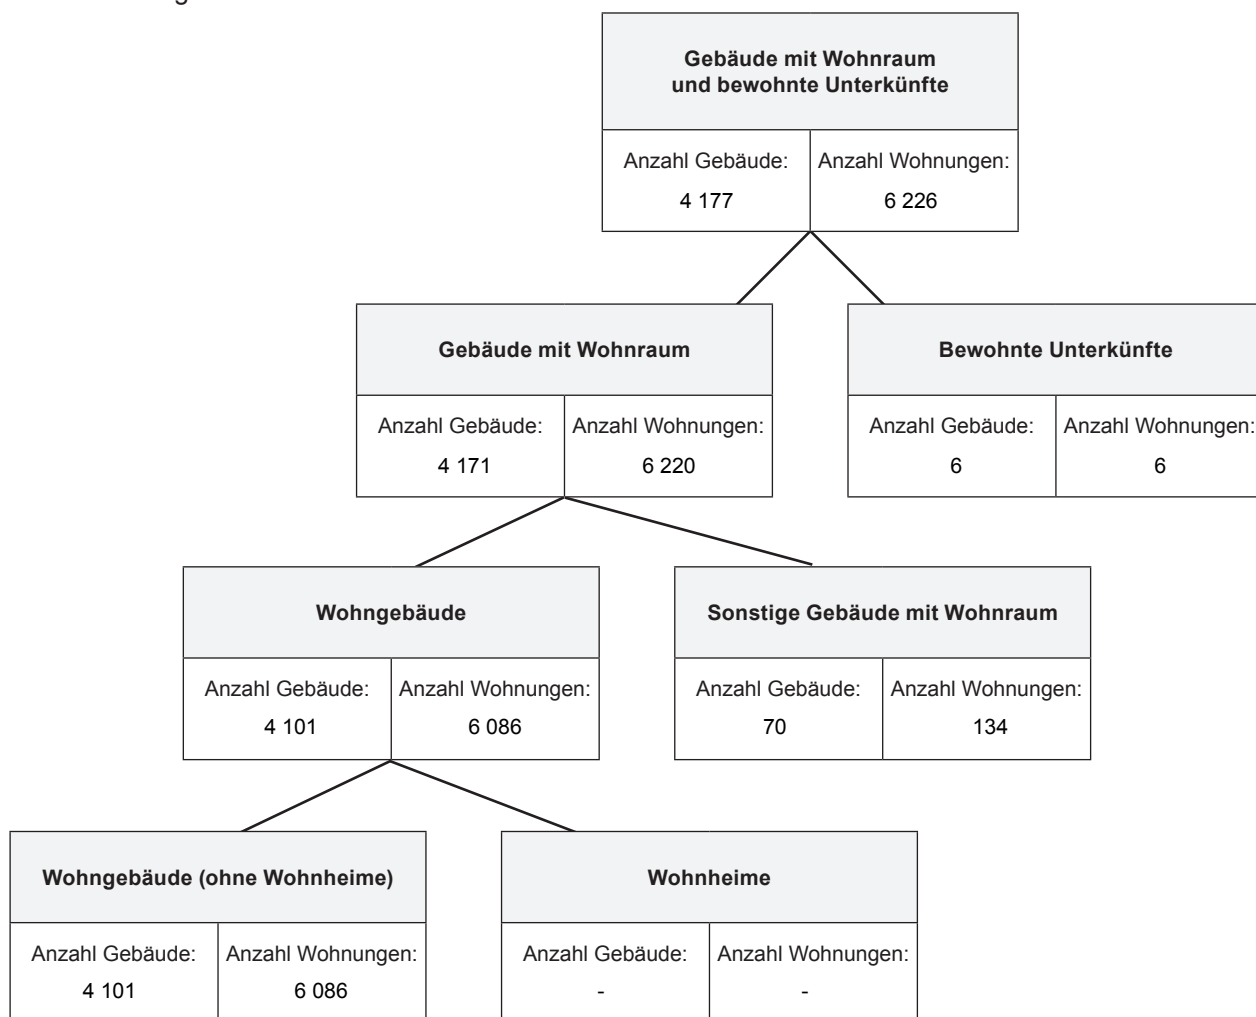 Gebäude mit Wohnraum
und bewohnte Unterkünfte
Anzahl Gebäude: Anzahl Wohnungen:
4 177 6 226
Gebäude mit Wohnraum Bewohnte Unterkünfte
Anzahl Gebäude: Anzahl Wohnungen: Anzahl Gebäude: Anzahl Wohnungen:
4 171 6 220 6 6
Wohngebäude Sonstige Gebäude mit Wohnraum
Anzahl Gebäude: Anzahl Wohnungen: Anzahl Gebäude: Anzahl Wohnungen:
4 101 6 086 70 134
Wohngebäude (ohne Wohnheime) Wohnheime
Anzahl Gebäude: Anzahl Wohnungen: Anzahl Gebäude: Anzahl Wohnungen:
4 101 6 086 - -